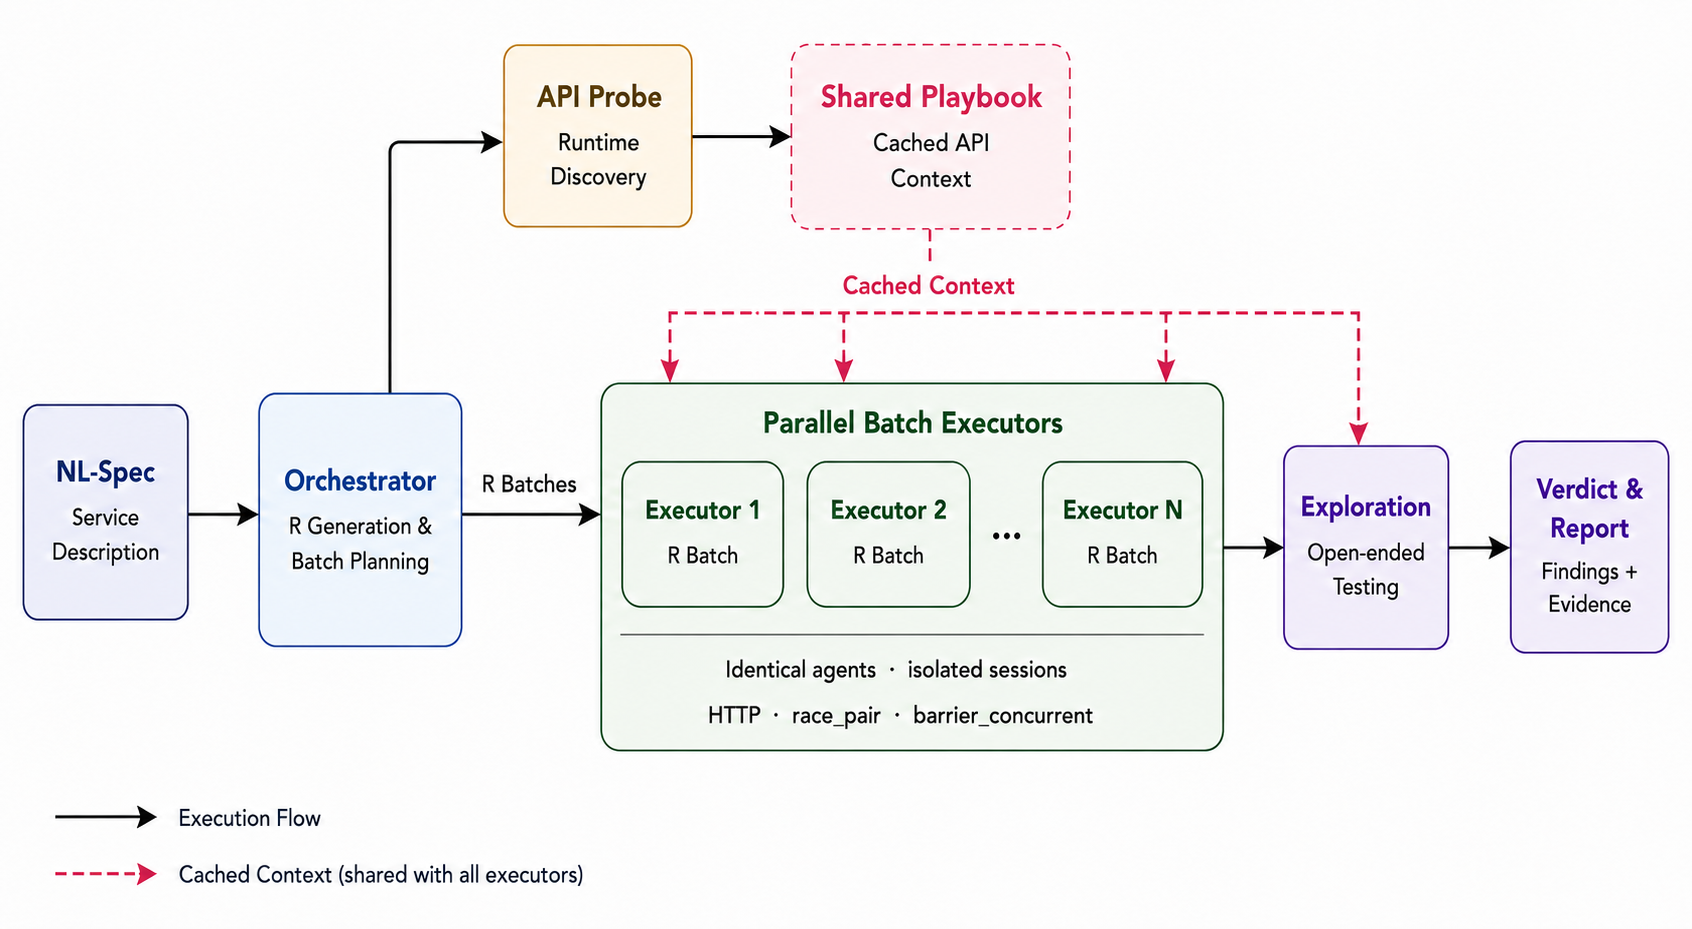 API Probe
Runtime
Discovery
Shared Playbook
Cached API
Context
Cached Context
NL-Spec
Service
Description
Orchestrator
R Generation &
Batch Planning
R Batches
Parallel Batch Executors
Executor 1
R Batch
Executor 2
R Batch
...
Executor N
R Batch
Identical agents · isolated sessions
HTTP · race_pair · barrier_concurrent
Exploration
Open-ended
Testing
Verdict &
Report
Findings +
Evidence
Execution Flow
Cached Context (shared with all executors)